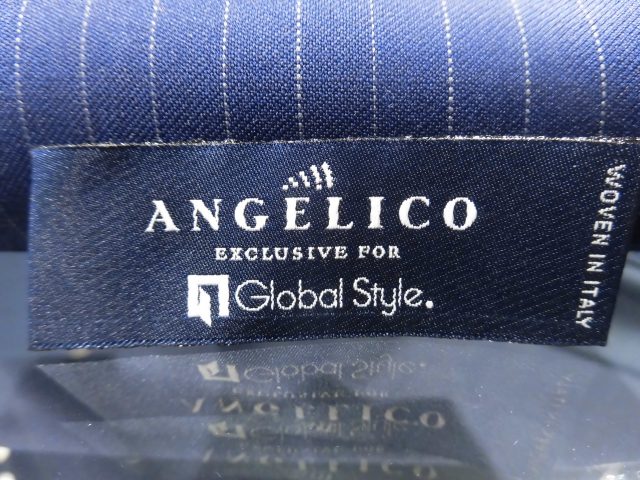 ANGELICO
EXCLUSIVE FOR
Global Style.
WOVEN IN ITALY